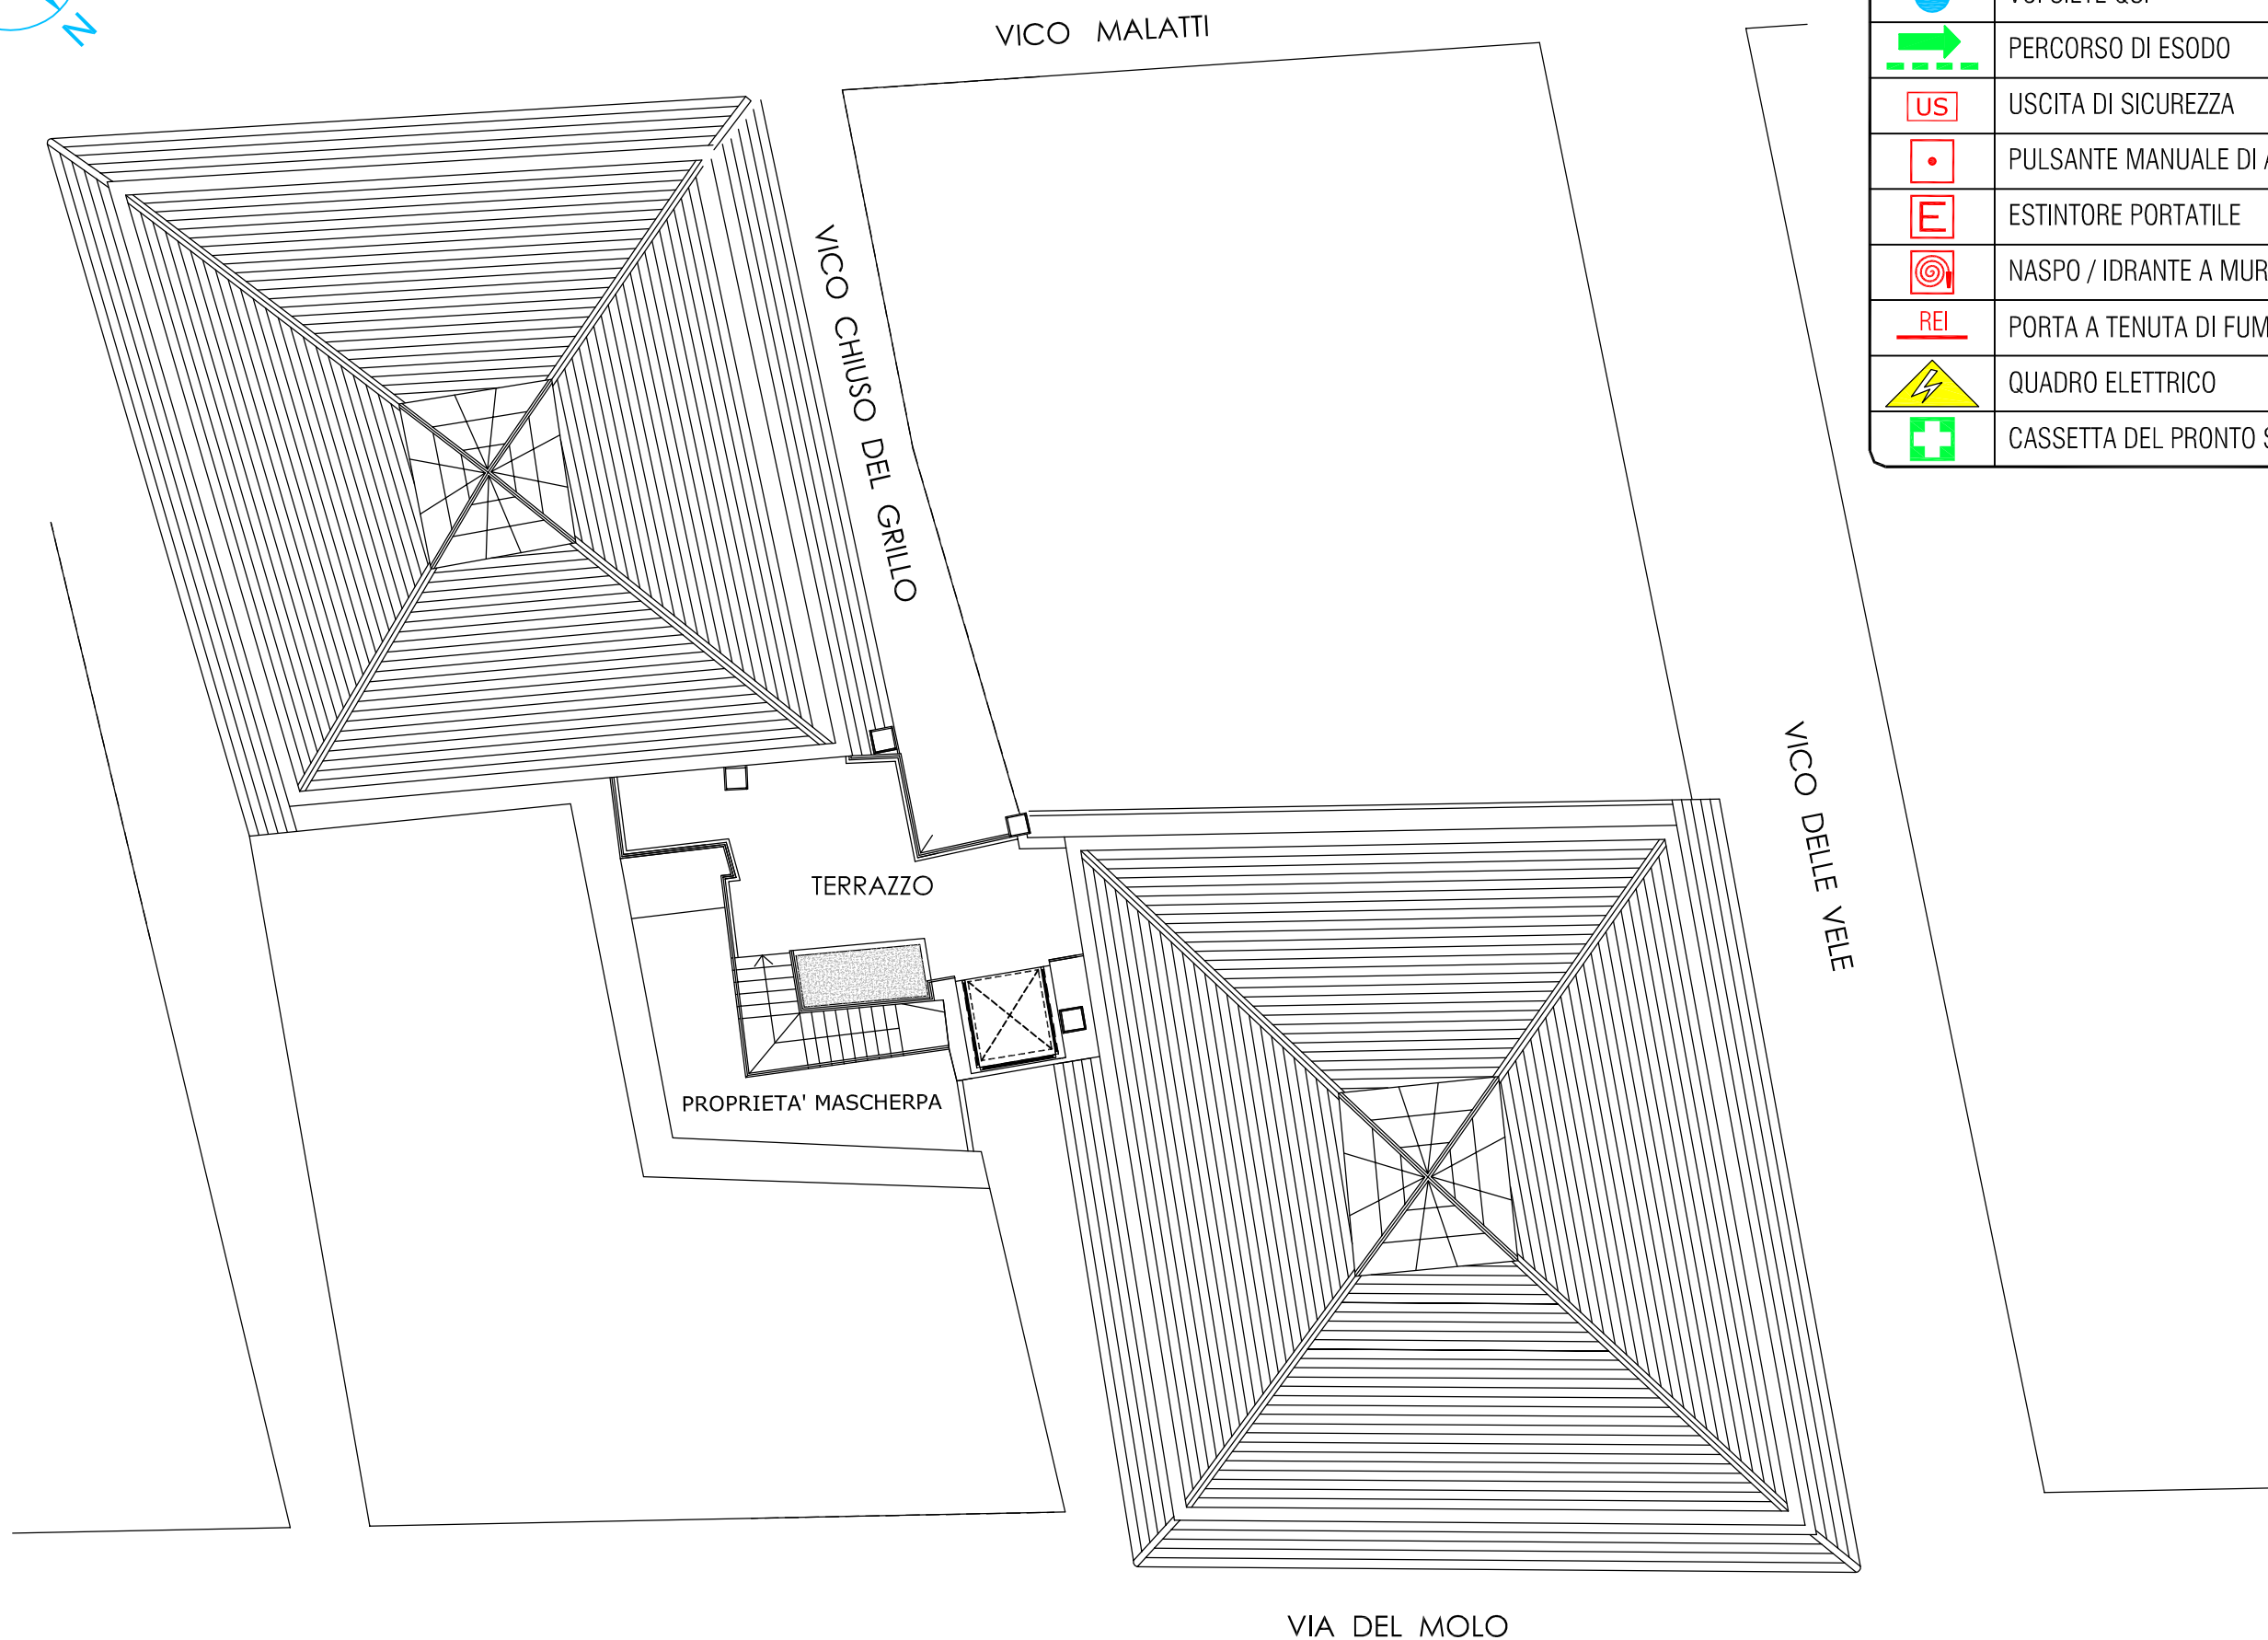 N
VICO MALATTI
PERCORSO DI ESODO
US USCITA DI SICUREZZA
PULSANTE MANUALE DI
E ESTINTORE PORTATILE
NASPO / IDRANTE A MUR
REI PORTA A TENUTA DI FUM
QUADRO ELETTRICO
CASSETTA DEL PRONTO
VICO CHIUSO DEL GRILLO
VICO DELLE VELE
TERRAZZO
PROPRIETA' MASCHERPA
VIA DEL MOLO